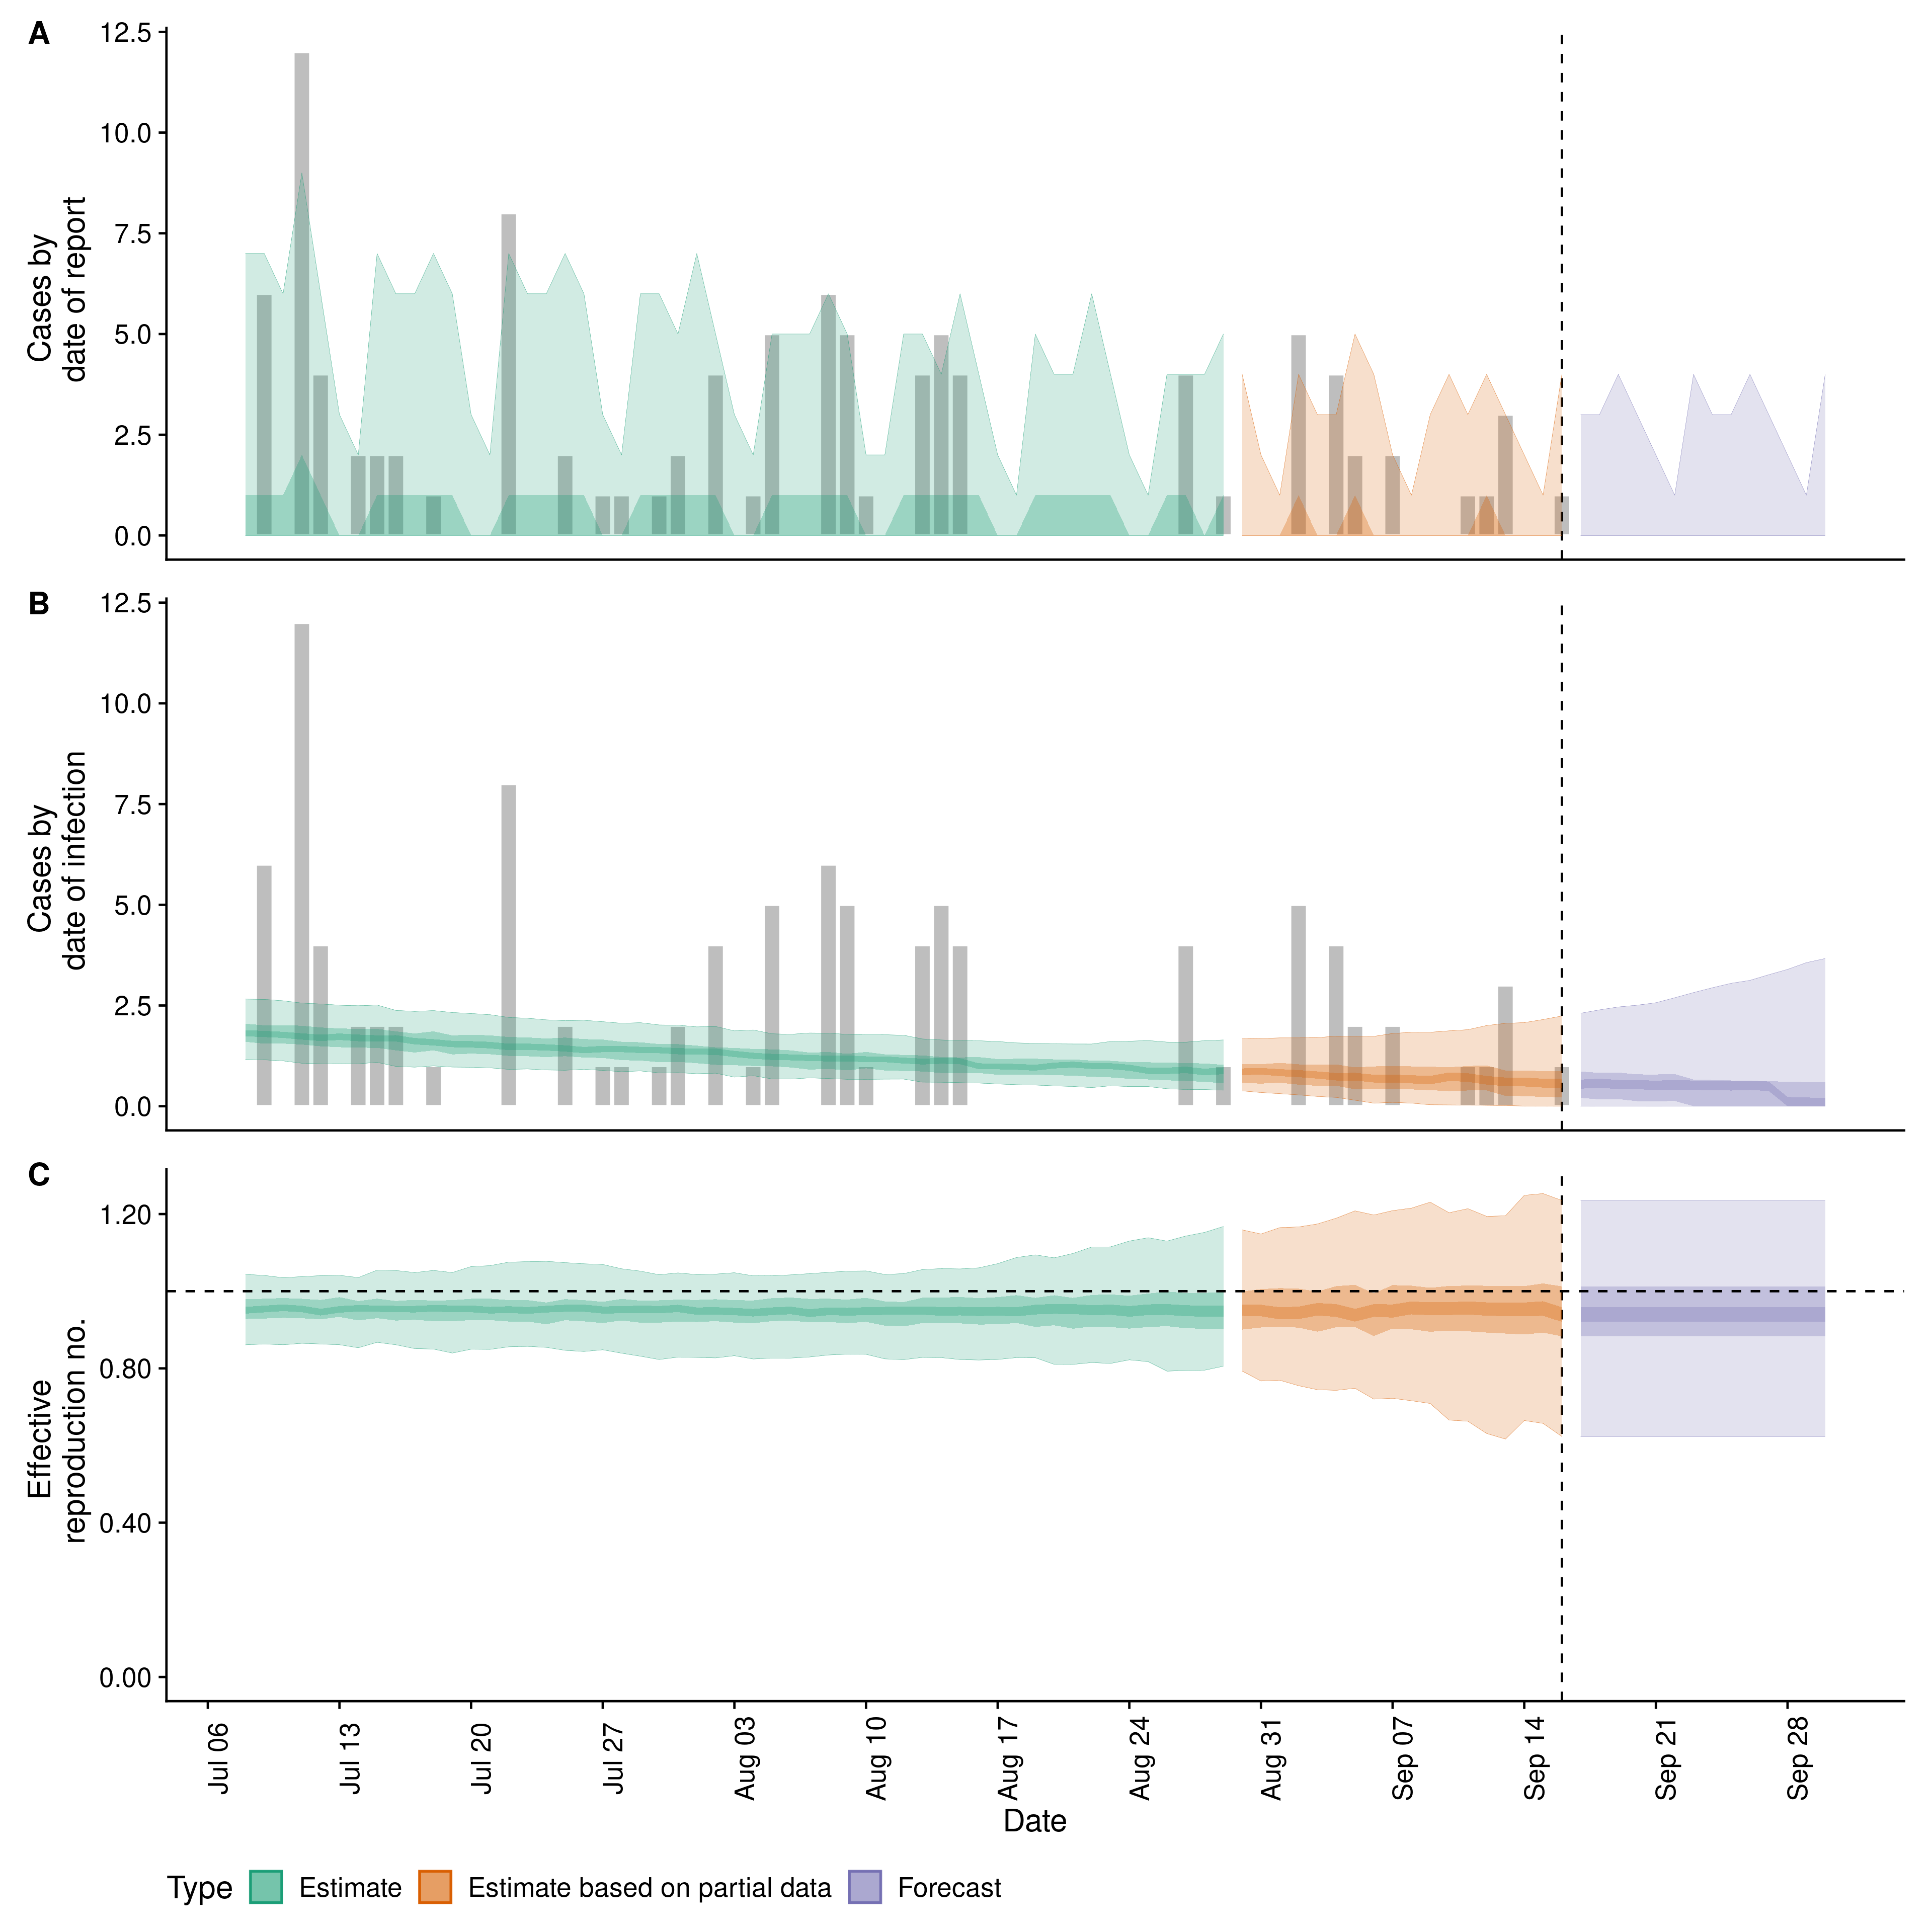 A
12.5
10.0
7.5
5.0
2.5
0.0
Cases by
date of report
B
12.5
10.0
7.5
5.0
2.5
0.0
Cases by
date of infection
C
1.20
0.80
0.40
0.00
Effective
reproduction no.
Jul 06
Jul 13
Jul 20
Jul 27
Aug 03
Aug 10
Aug 17
Aug 24
Aug 31
Sep 07
Sep 14
Sep 21
Sep 28
Date
Type Estimate Estimate based on partial data Forecast